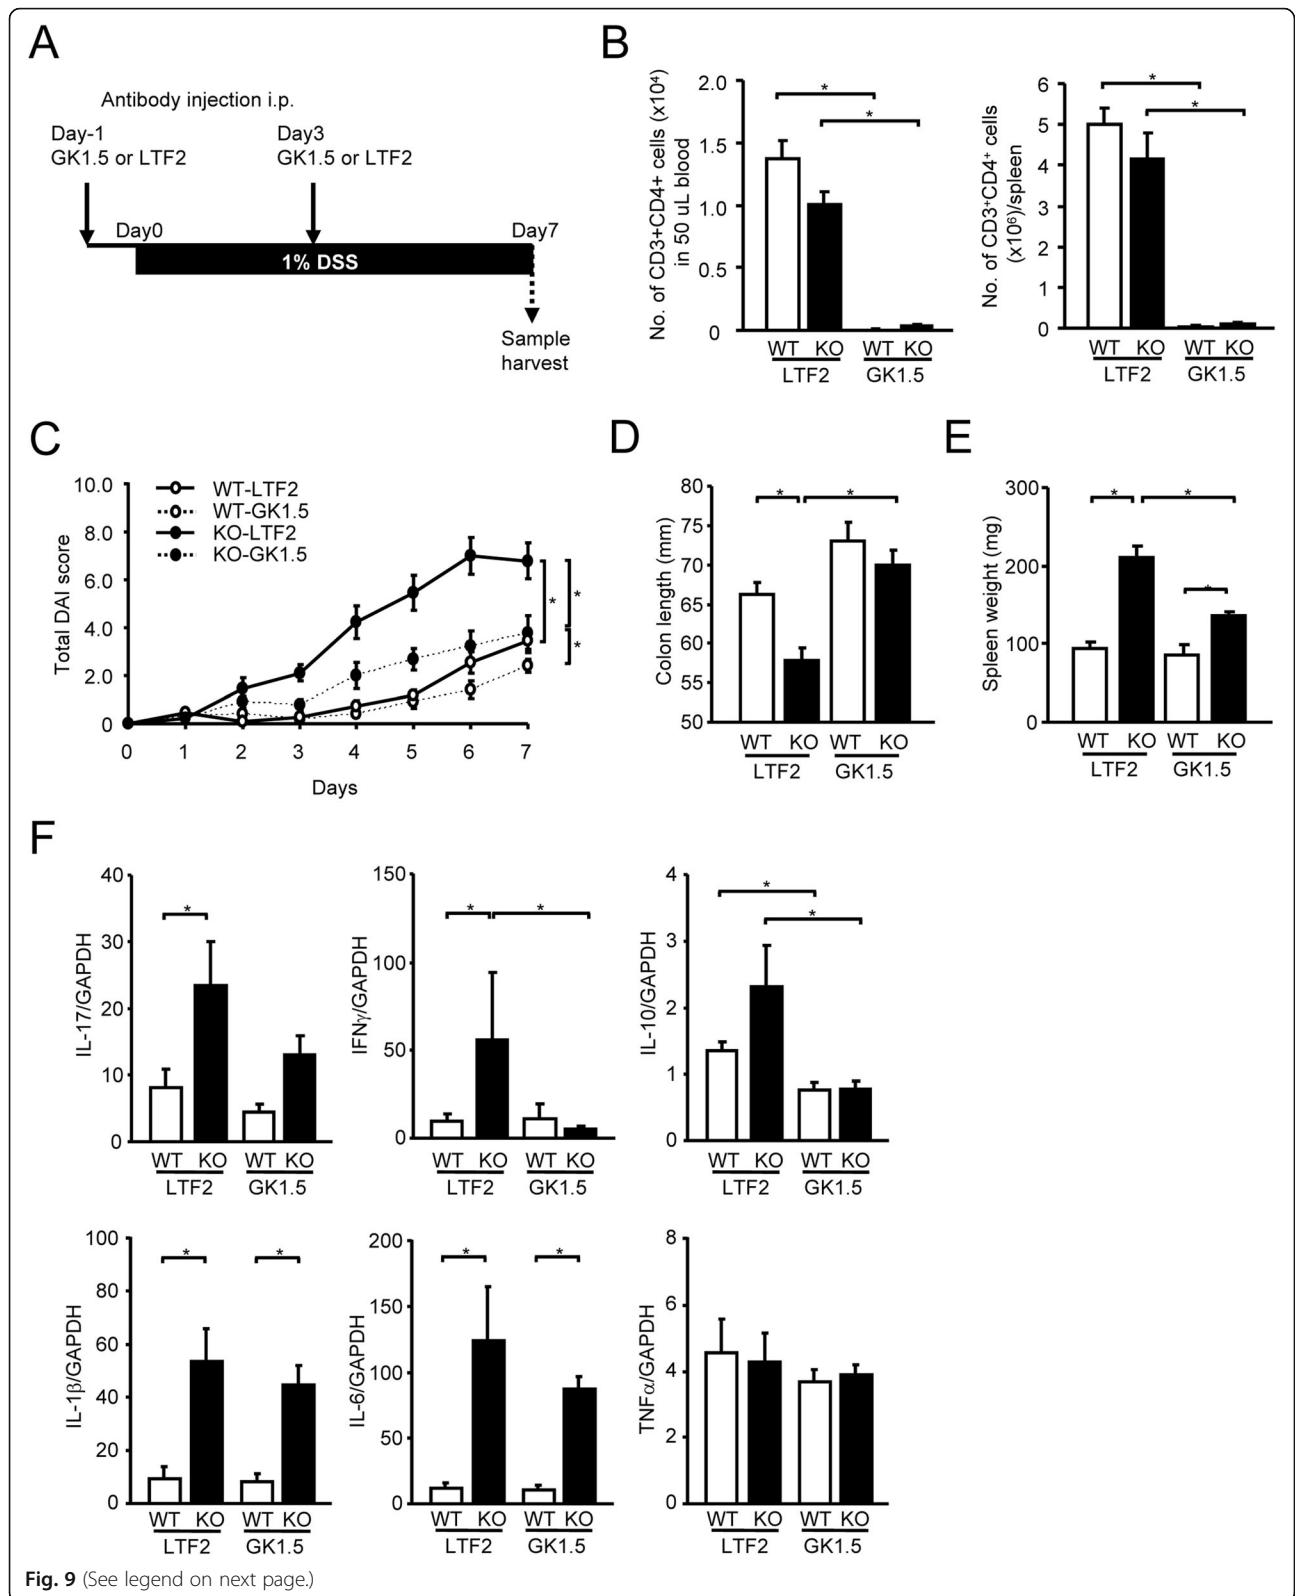 A
Antibody injection i.p.
Day-1
GK1.5 or LTF2
Day3
GK1.5 or LTF2
Day0
Day7
1% DSS
Sample
harvest
B
No. of CD3+CD4+ cells (x10⁴)
in 50 uL blood
2.0
1.5
1.0
0.5
0
*
*
WT KO WT KO
LTF2 GK1.5
No. of CD3⁺CD4⁺ cells
(x10⁶)/spleen
6
5
4
3
2
1
0
*
*
WT KO WT KO
LTF2 GK1.5
C
Total DAI score
10.0
8.0
6.0
4.0
2.0
0
WT-LTF2
WT-GK1.5
KO-LTF2
KO-GK1.5
*
*
*
0 1 2 3 4 5 6 7
Days
D
Colon length (mm)
80
75
70
65
60
55
50
* *
WT KO WT KO
LTF2 GK1.5
E
Spleen weight (mg)
300
200
100
0
* *
*
WT KO WT KO
LTF2 GK1.5
F
IL-17/GAPDH
40
30
20
10
0
*
WT KO WT KO
LTF2 GK1.5
IFNγ/GAPDH
150
100
50
0
* *
WT KO WT KO
LTF2 GK1.5
IL-10/GAPDH
4
3
2
1
0
*
*
WT KO WT KO
LTF2 GK1.5
IL-1β/GAPDH
100
80
60
40
20
0
* *
WT KO WT KO
LTF2 GK1.5
IL-6/GAPDH
200
150
100
50
0
* *
WT KO WT KO
LTF2 GK1.5
TNFα/GAPDH
8
6
4
2
0
WT KO WT KO
LTF2 GK1.5
Fig. 9 (See legend on next page.)